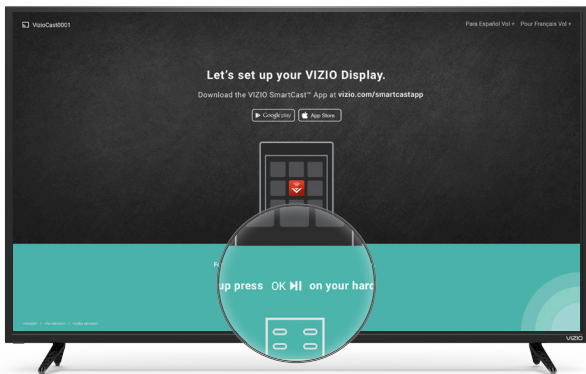 VizioCast0001
Para Español Vol + Pour Français Vol +
Let's set up your VIZIO Display.
Download the VIZIO SmartCast™ App at vizio.com/smartcastapp
Google play App Store
up press OK on your hard
VIZIO